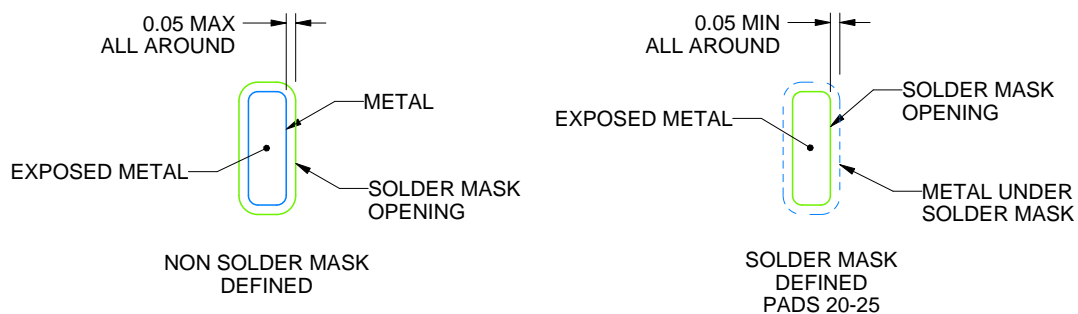 0.05 MAX
ALL AROUND
METAL
EXPOSED METAL
SOLDER MASK
OPENING
NON SOLDER MASK
DEFINED
0.05 MIN
ALL AROUND
SOLDER MASK
OPENING
EXPOSED METAL
METAL UNDER
SOLDER MASK
SOLDER MASK
DEFINED
PADS 20-25